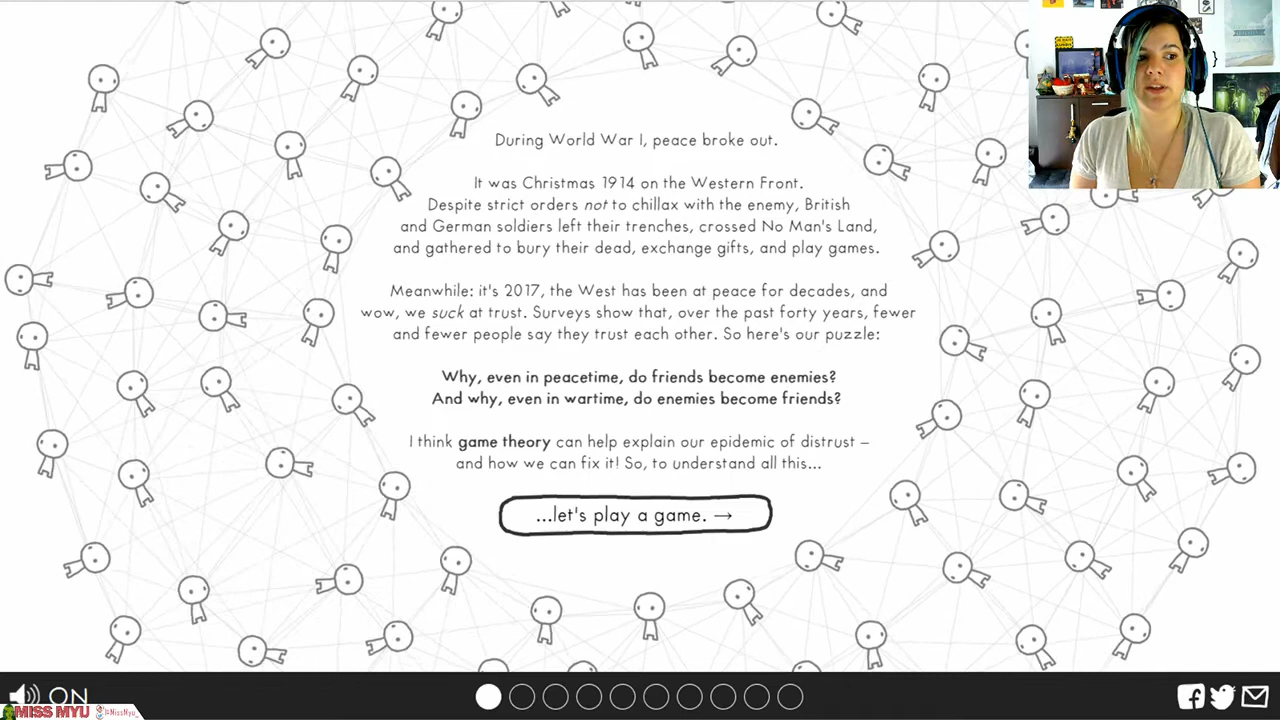 During World War I, peace broke out.
It was Christmas 1914 on the Western Front.
Despite strict orders not to chillax with the enemy, British
and German soldiers left their trenches, crossed No Man's Land,
and gathered to bury their dead, exchange gifts, and play games.
Meanwhile: it's 2017, the West has been at peace for decades, and
wow, we suck at trust. Surveys show that, over the past forty years, fewer
and fewer people say they trust each other. So here's our puzzle:
Why, even in peacetime, do friends become enemies?
And why, even in wartime, do enemies become friends?
I think game theory can help explain our epidemic of distrust –
and how we can fix it! So, to understand all this...
...let's play a game. →
ON
MISS MYU